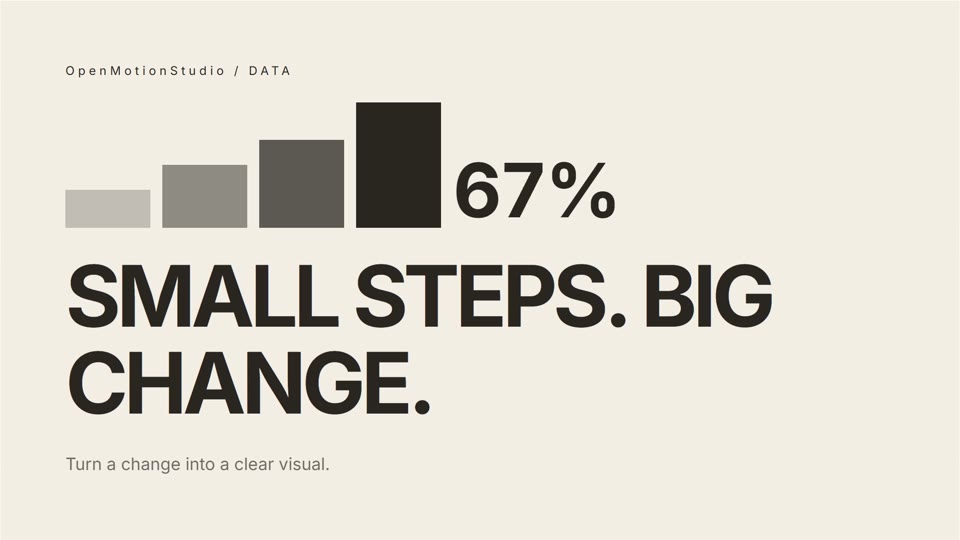 OpenMotionStudio / DATA
67%
SMALL STEPS. BIG
CHANGE.
Turn a change into a clear visual.